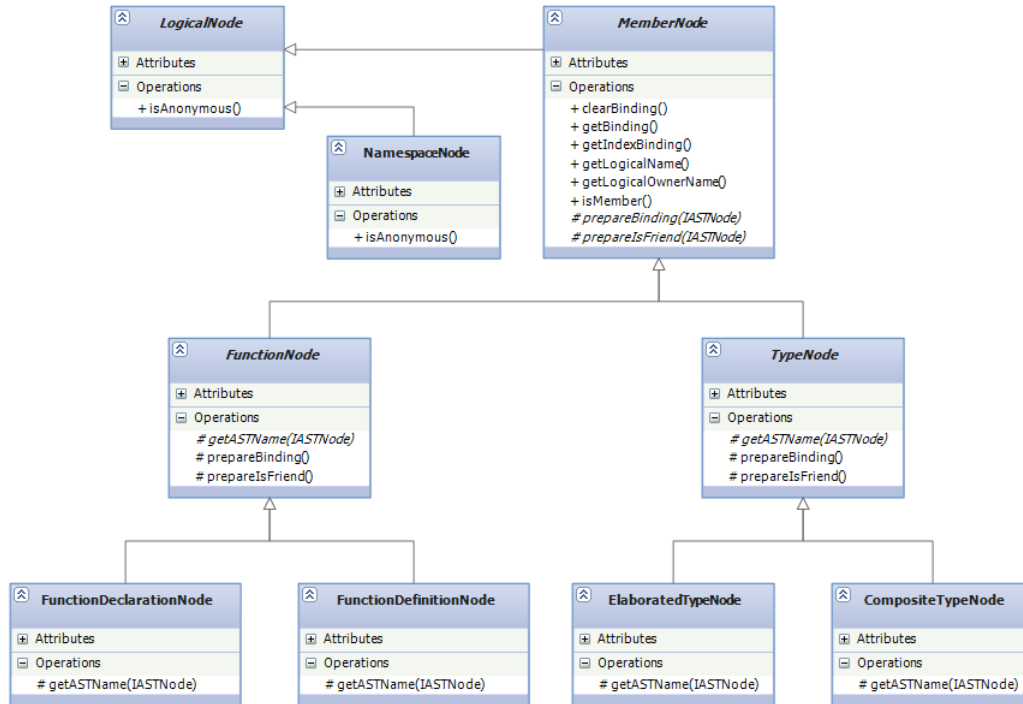 LogicalNode
Attributes
Operations
+ isAnonymous()
MemberNode
Attributes
Operations
+ clearBinding()
+ getBinding()
+ getIndexBinding()
+ getLogicalName()
+ getLogicalOwnerName()
+ isMember()
# prepareBinding(IASTNode)
# prepareIsFriend(IASTNode)
NamespaceNode
Attributes
Operations
+ isAnonymous()
FunctionNode
Attributes
Operations
# getASTName(IASTNode)
# prepareBinding()
# prepareIsFriend()
TypeNode
Attributes
Operations
# getASTName(IASTNode)
# prepareBinding()
# prepareIsFriend()
FunctionDeclarationNode
Attributes
Operations
# getASTName(IASTNode)
FunctionDefinitionNode
Attributes
Operations
# getASTName(IASTNode)
ElaboratedTypeNode
Attributes
Operations
# getASTName(IASTNode)
CompositeTypeNode
Attributes
Operations
# getASTName(IASTNode)